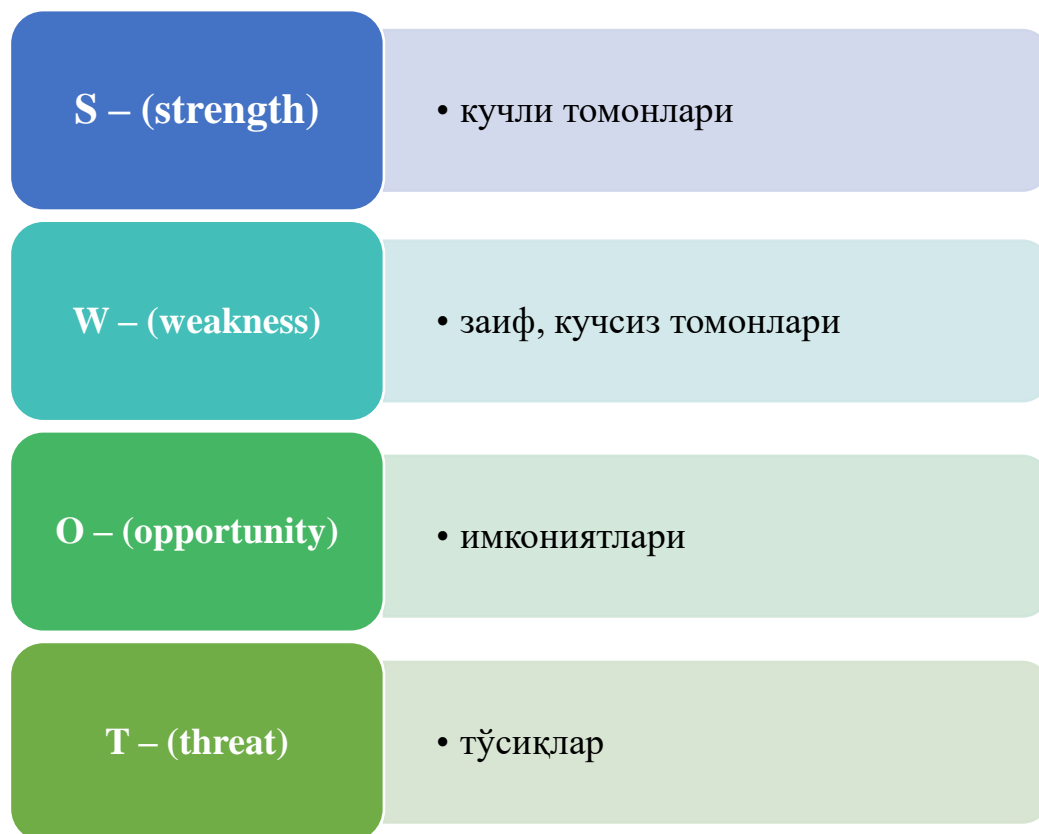 S – (strength)
• кучли томонлари
W – (weakness)
• заиф, кучсиз томонлари
O – (opportunity)
• имкониятлари
T – (threat)
• тўсиқлар